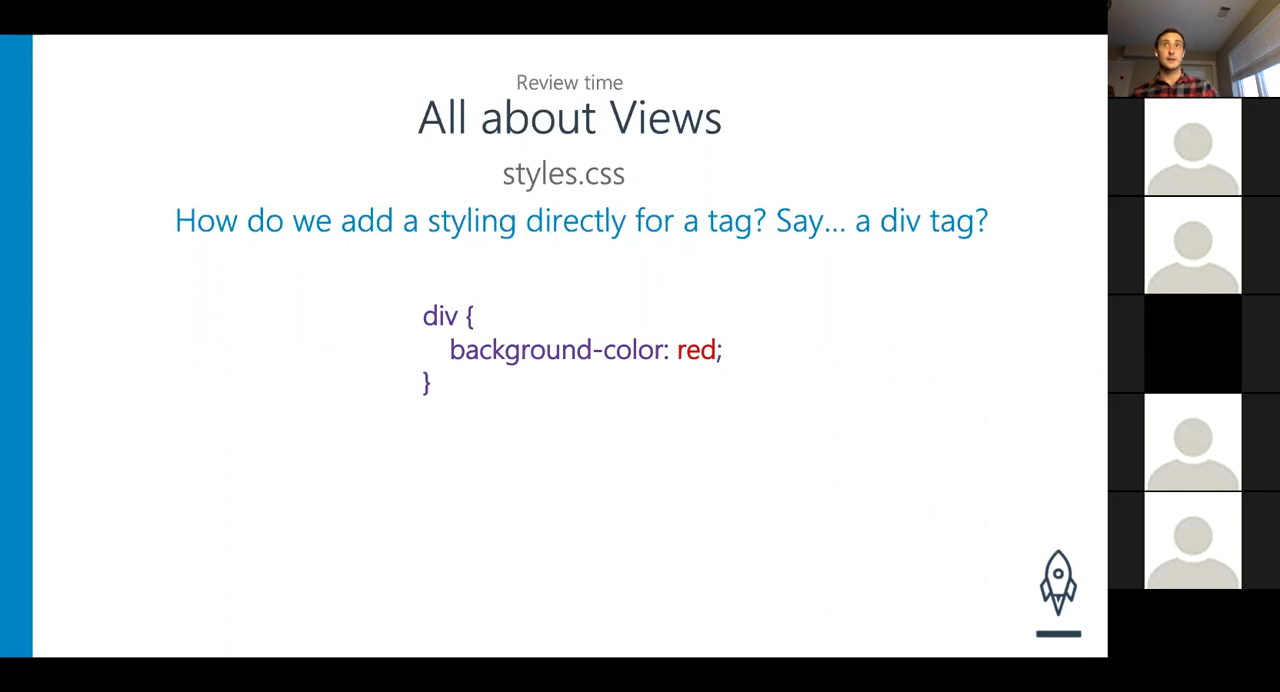 Review time
All about Views
styles.css
How do we add a styling directly for a tag? Say... a div tag?
div {
background-color: red;
}